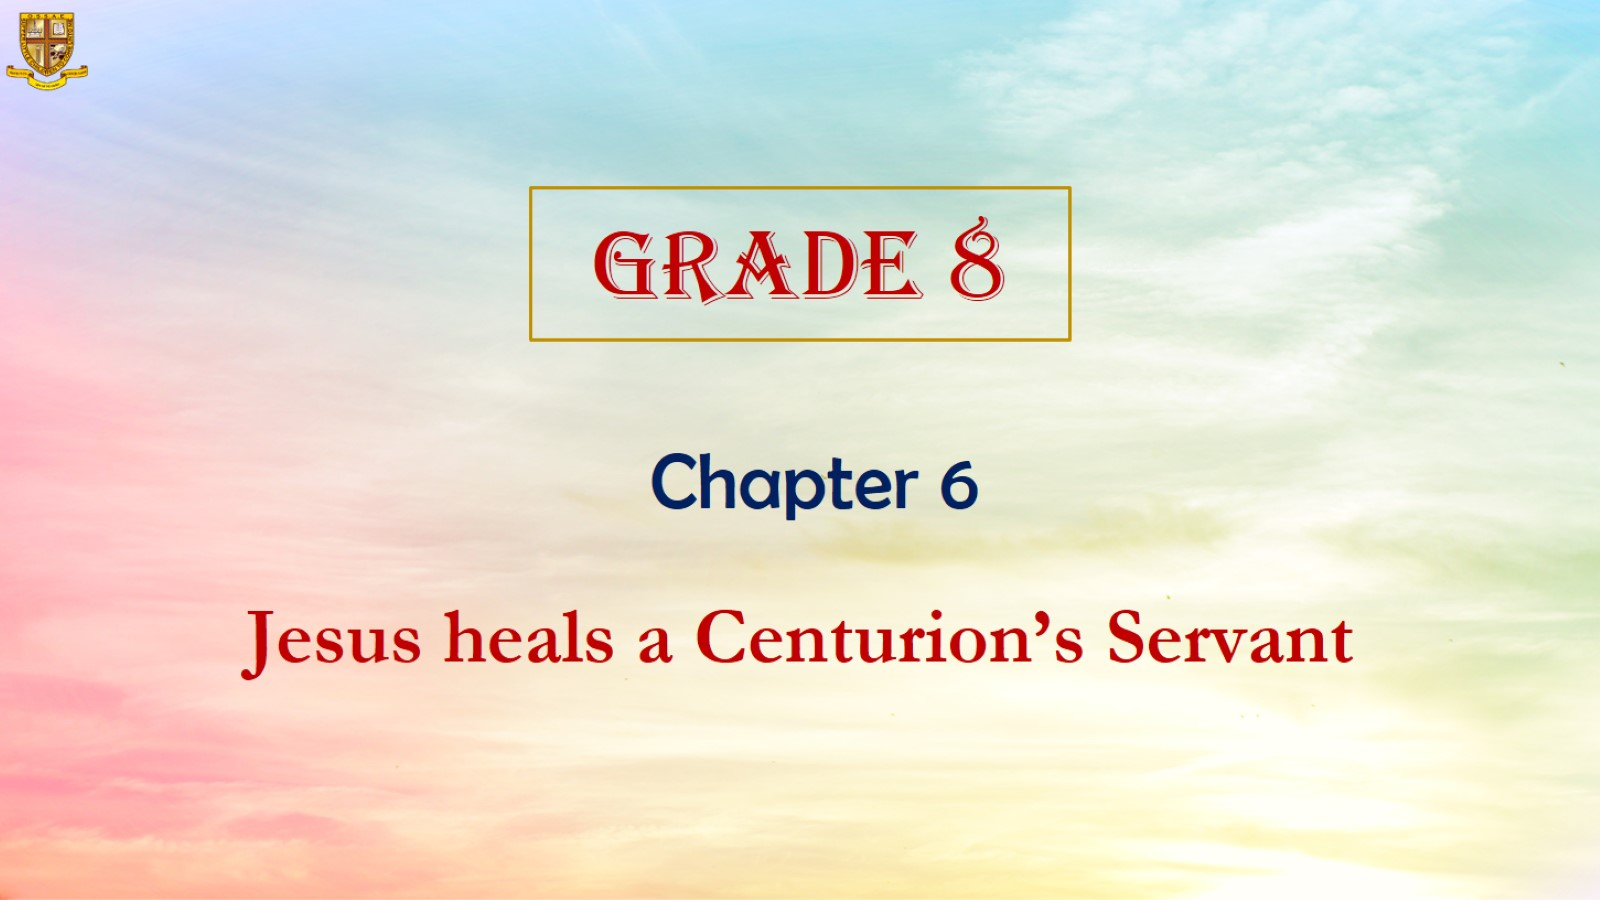 O.S.S.A.E
GRADE 8
Chapter 6
Jesus heals a Centurion’s Servant